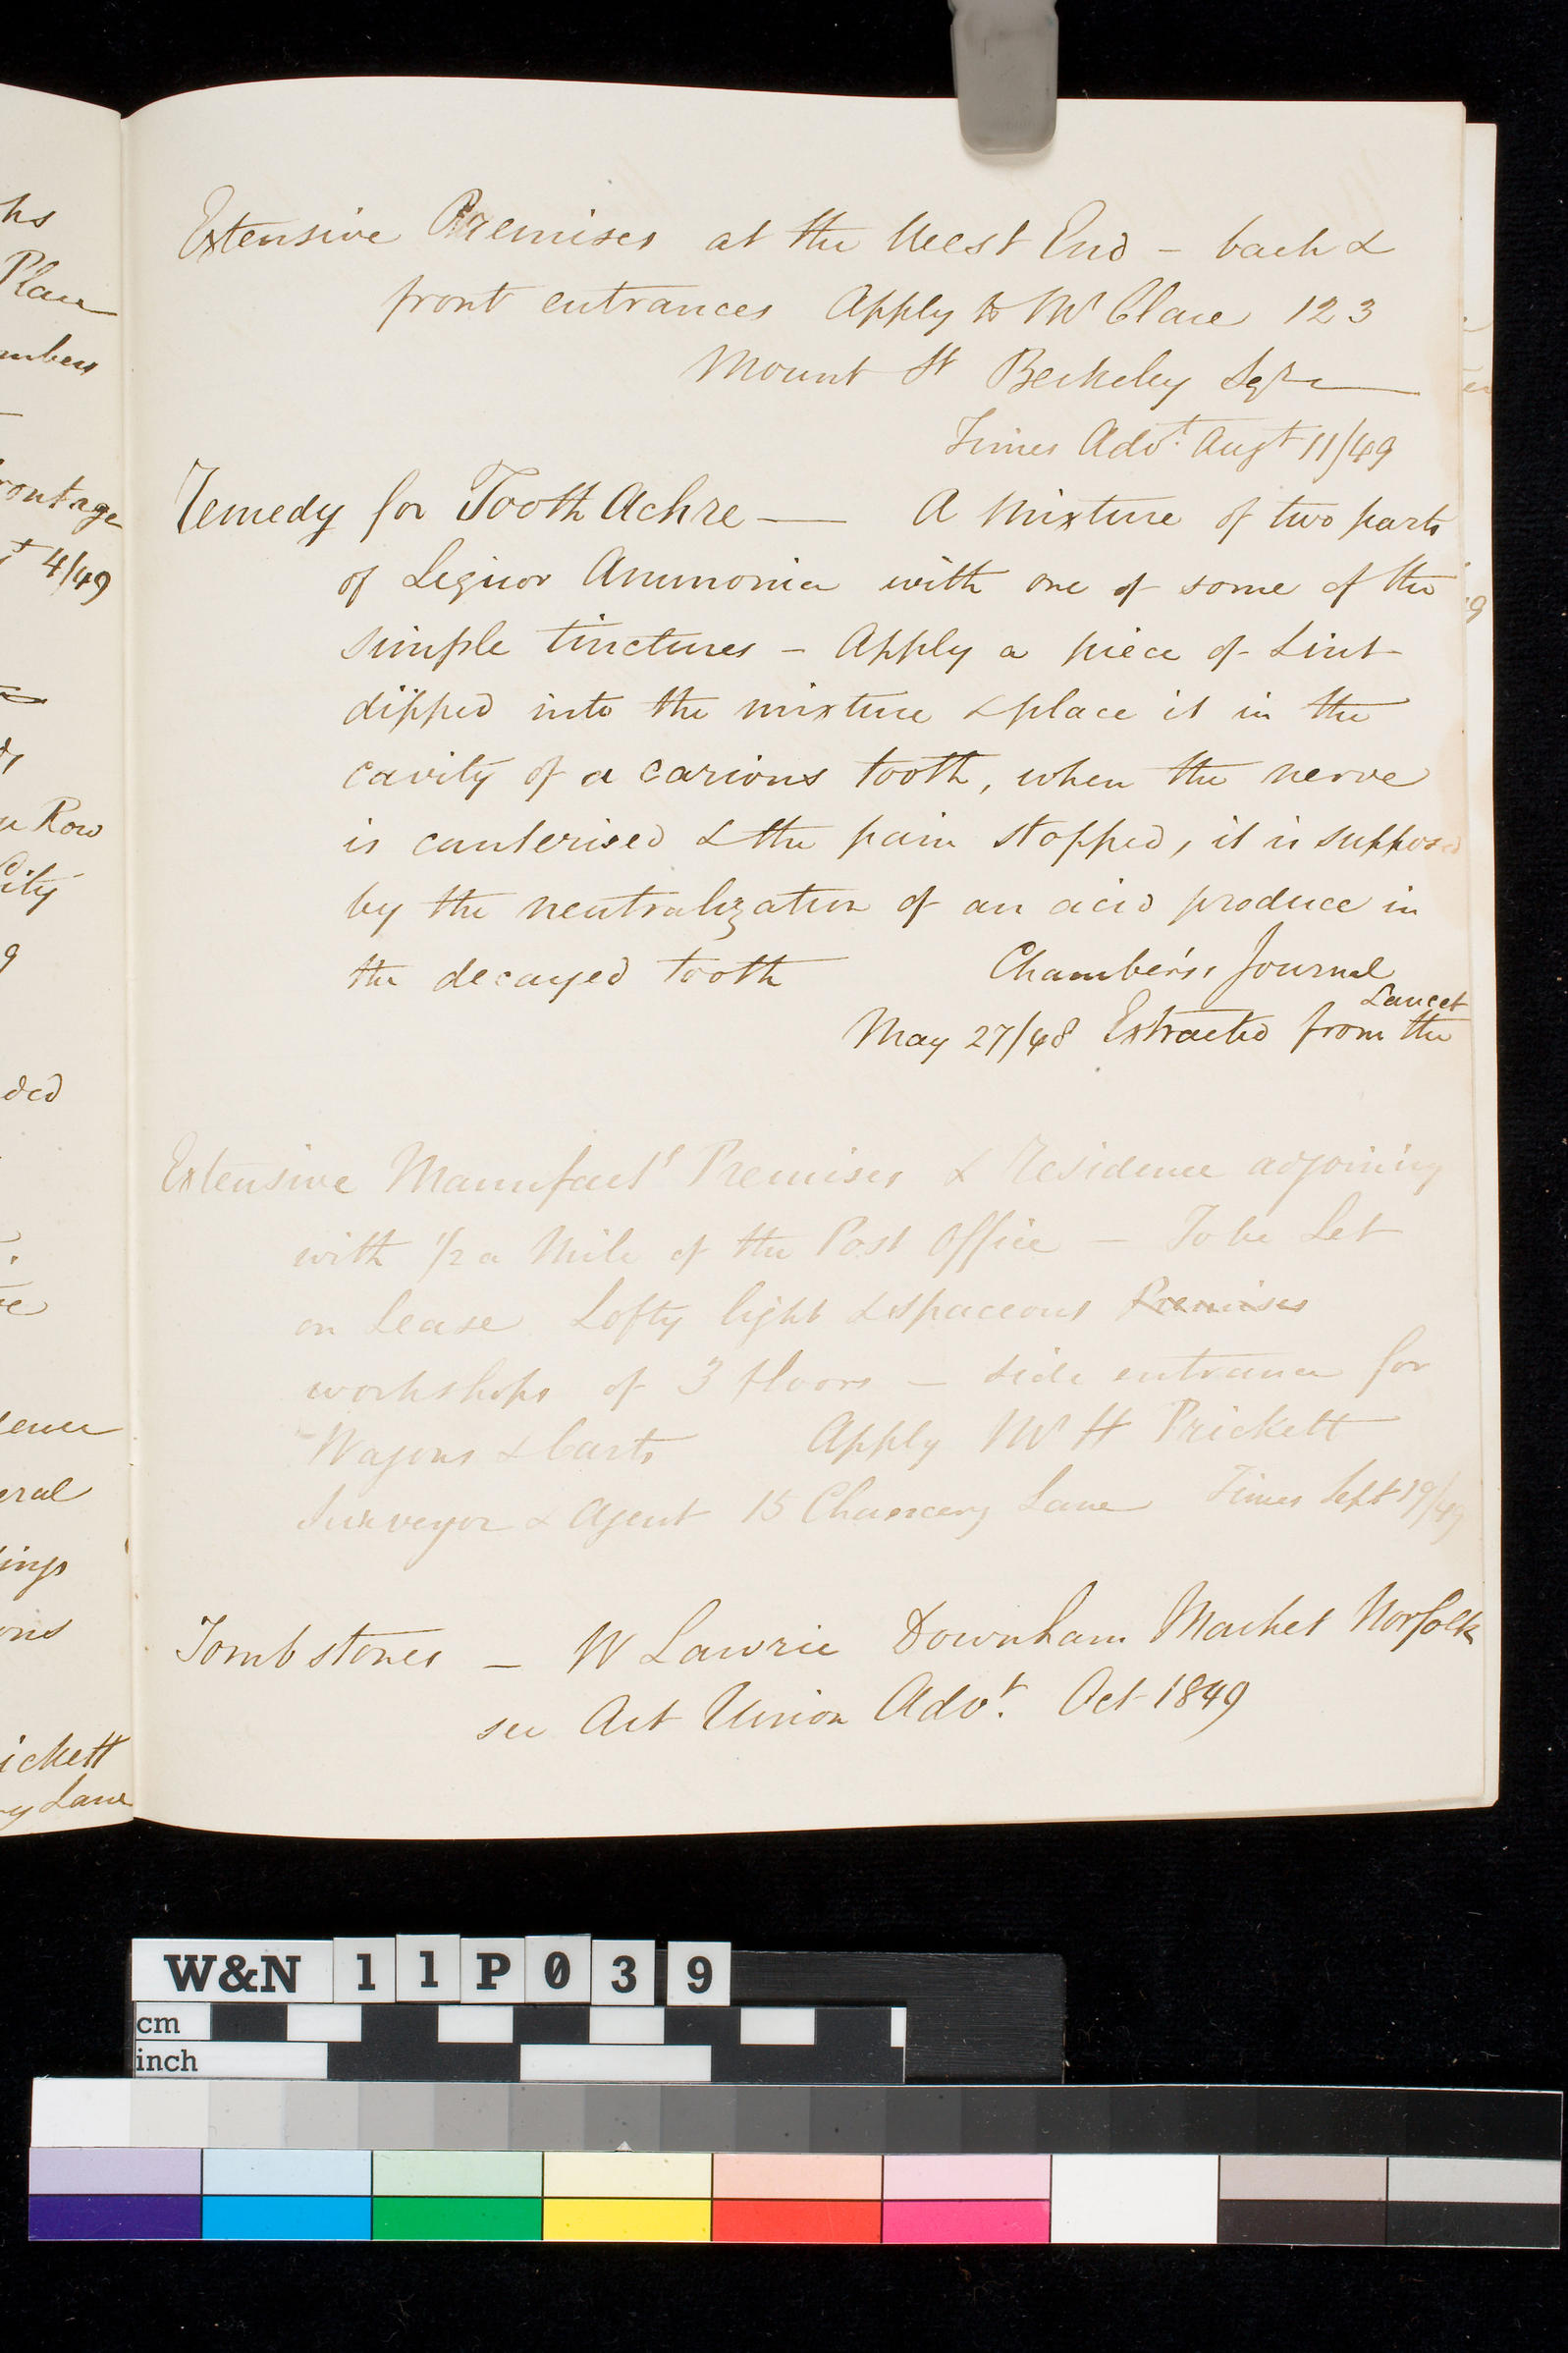 Extensive Premises at the West End – back &
front entrances Apply to Mr Clare 123
Mount St Berkeley Sqre
Times Advt. Augt 11/49
Remedy for Tooth Achre — A Mixture of two parts
of Liquor Ammonia with one of some of the
simple tinctures – Apply a piece of Lint
dipped into the mixture & place it in the
cavity of a carious tooth, when the nerve
is cauterised & the pain stopped, it is supposed
by the neutralization of an acid produce in
the decayed tooth Chamber's Journal
Lancet
May 27/48 Extracted from the
Extensive Manufacts Premises & Residence adjoining
with 1/2 a Mile of the Post Office – To be Let
on Lease Lofty light & spaceous Premises
workshops of 3 floors – side entrance for
Wagons & Carts Apply Mr H Prickett
Surveyor & Agent 15 Chancery Lane Times Sept 19/49
Tombstones – W Lawrie Downham Market Norfolk
see Art Union Advt. Oct 1849
hs
Plan
ambers
rontage
t 4/49
Row
City
9
ded
dence
eral
ings
ons
ickett
y Lane
W&N 11P039
cm
inch